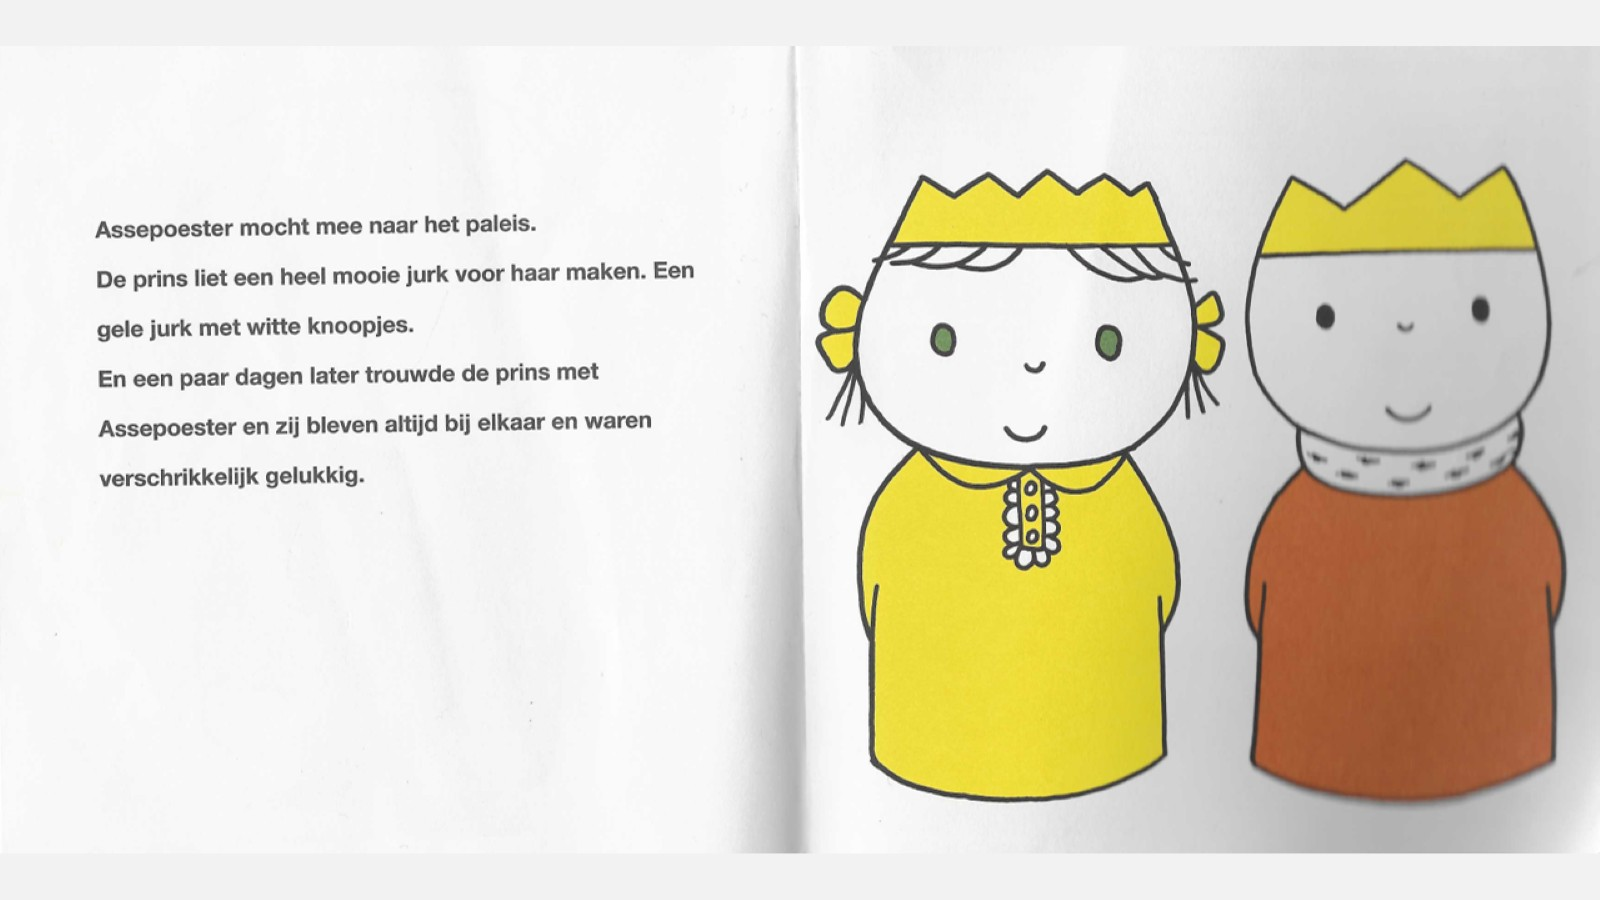 Assepoester mocht mee naar het paleis.
De prins liet een heel mooie jurk voor haar maken. Een
gele jurk met witte knoopjes.
En een paar dagen later trouwde de prins met
Assepoester en zij bleven altijd bij elkaar en waren
verschrikkelijk gelukkig.